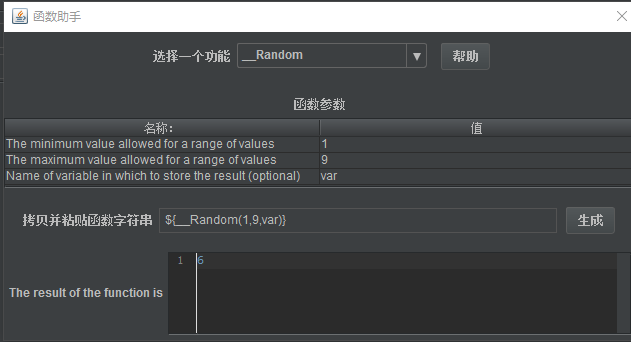 函数助手
选择一个功能 __Random 帮助
函数参数
名称: 值
The minimum value allowed for a range of values 1
The maximum value allowed for a range of values 9
Name of variable in which to store the result (optional) var
拷贝并粘贴函数字符串 ${__Random(1,9,var)} 生成
The result of the function is 1 6